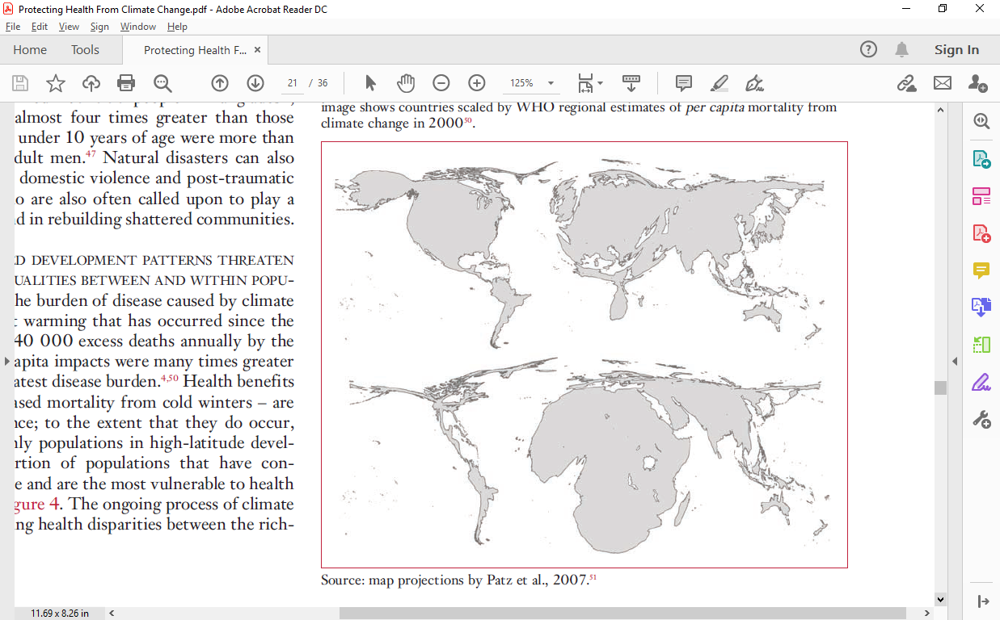 Protecting Health From Climate Change.pdf - Adobe Acrobat Reader DC
File Edit View Sign Window Help
Home Tools Protecting Health F... ×
? Sign In
21 / 36 125%
almost four times greater than those
under 10 years of age were more than
dult men.47 Natural disasters can also
domestic violence and post-traumatic
o are also often called upon to play a
d in rebuilding shattered communities.
D DEVELOPMENT PATTERNS THREATEN
UALITIES BETWEEN AND WITHIN POPU-
he burden of disease caused by climate
t warming that has occurred since the
40 000 excess deaths annually by the
apita impacts were many times greater
atest disease burden.4,50 Health benefits
ased mortality from cold winters – are
nce; to the extent that they do occur,
nly populations in high-latitude devel-
rtion of populations that have con-
e and are the most vulnerable to health
gure 4. The ongoing process of climate
ng health disparities between the rich-
image shows countries scaled by WHO regional estimates of per capita mortality from
climate change in 200050.
Source: map projections by Patz et al., 2007.51
11.69 x 8.26 in